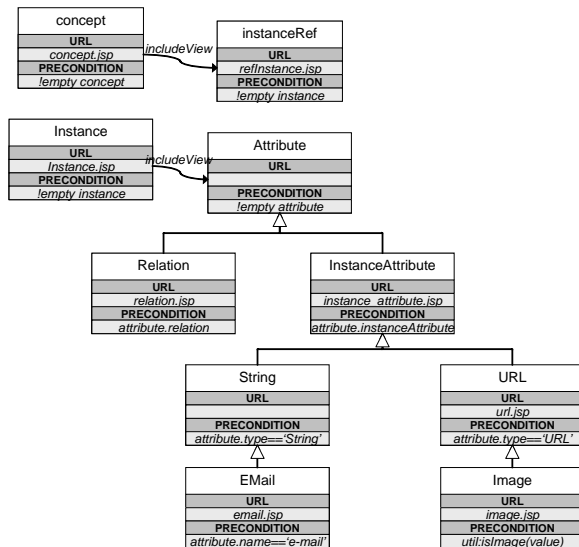 concept
URL
concept.jsp
PRECONDITION
!empty concept
includeView
instanceRef
URL
refInstance.jsp
PRECONDITION
!empty instance
Instance
URL
Instance.jsp
PRECONDITION
!empty instance
includeView
Attribute
URL
PRECONDITION
!empty attribute
Relation
URL
relation.jsp
PRECONDITION
attribute.relation
InstanceAttribute
URL
instance_attribute.jsp
PRECONDITION
attribute.instanceAttribute
String
URL
PRECONDITION
attribute.type=='String'
URL
URL
url.jsp
PRECONDITION
attribute.type=='URL'
EMail
URL
email.jsp
PRECONDITION
attribute.name=='e-mail'
Image
URL
image.jsp
PRECONDITION
util:isImage(value)